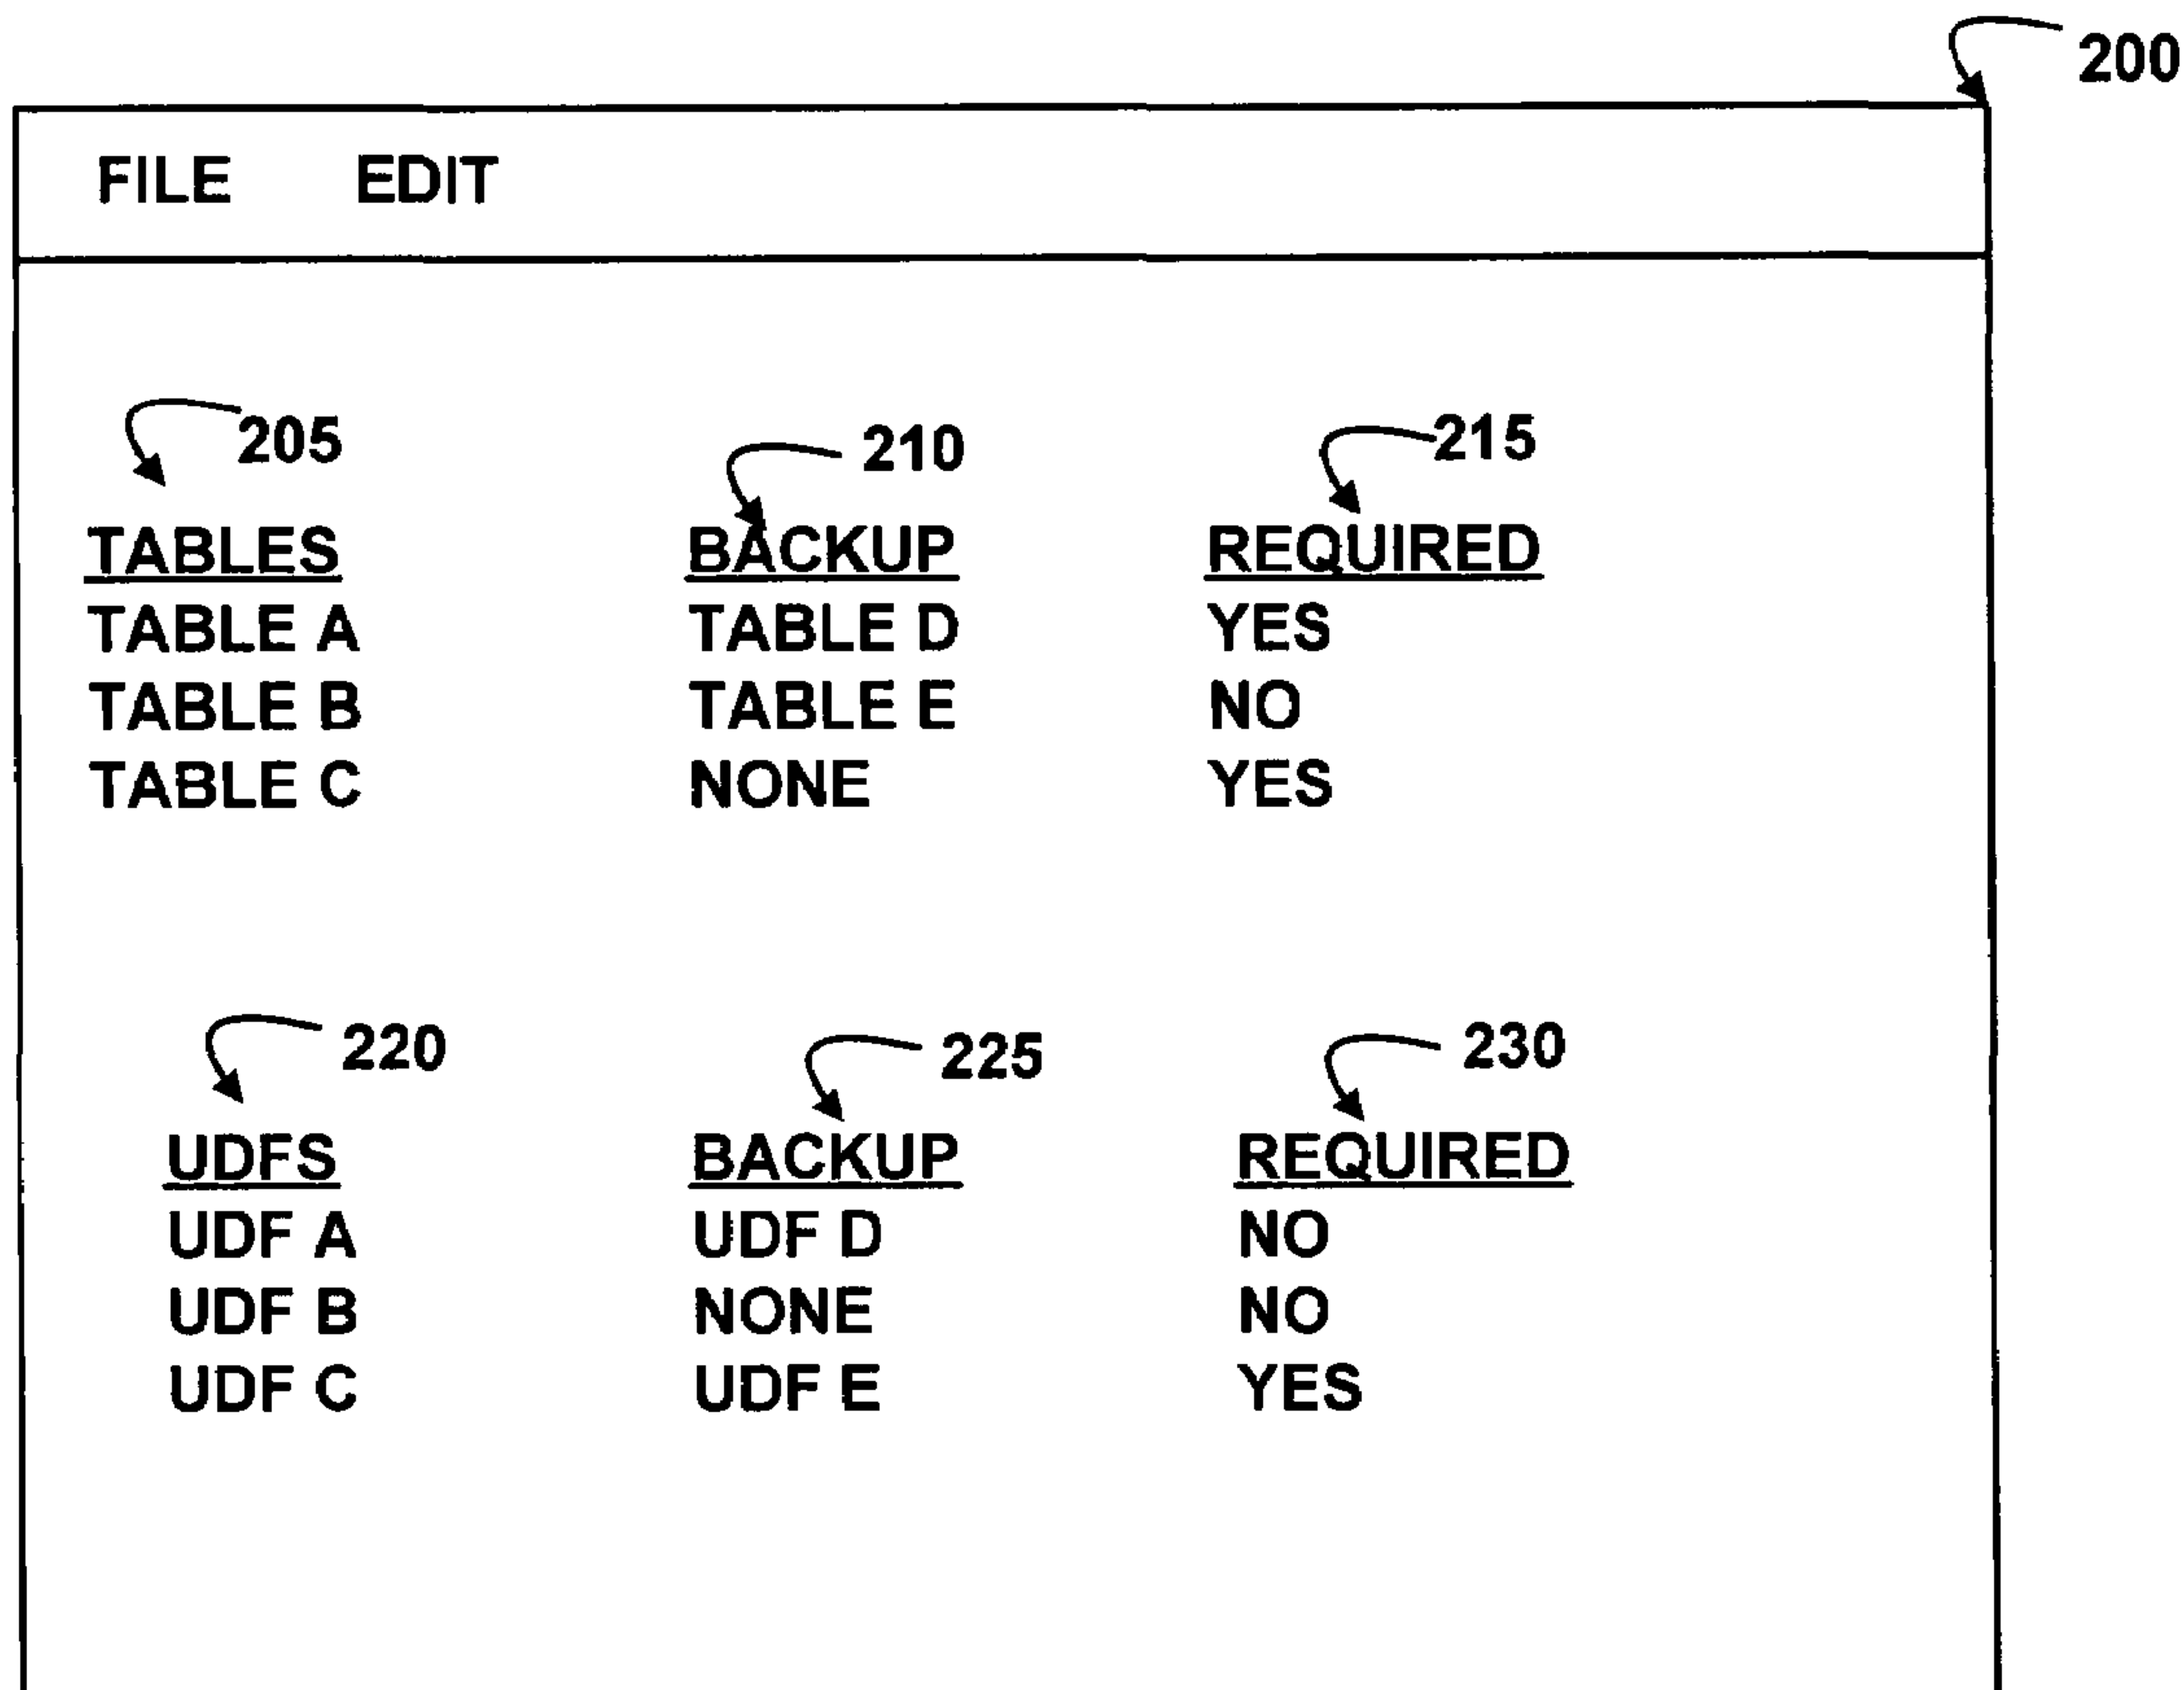 200
FILE EDIT
205 210 215
TABLES BACKUP REQUIRED
TABLE A TABLE D YES
TABLE B TABLE E NO
TABLE C NONE YES
220 225 230
UDFS BACKUP REQUIRED
UDF A UDF D NO
UDF B NONE NO
UDF C UDF E YES